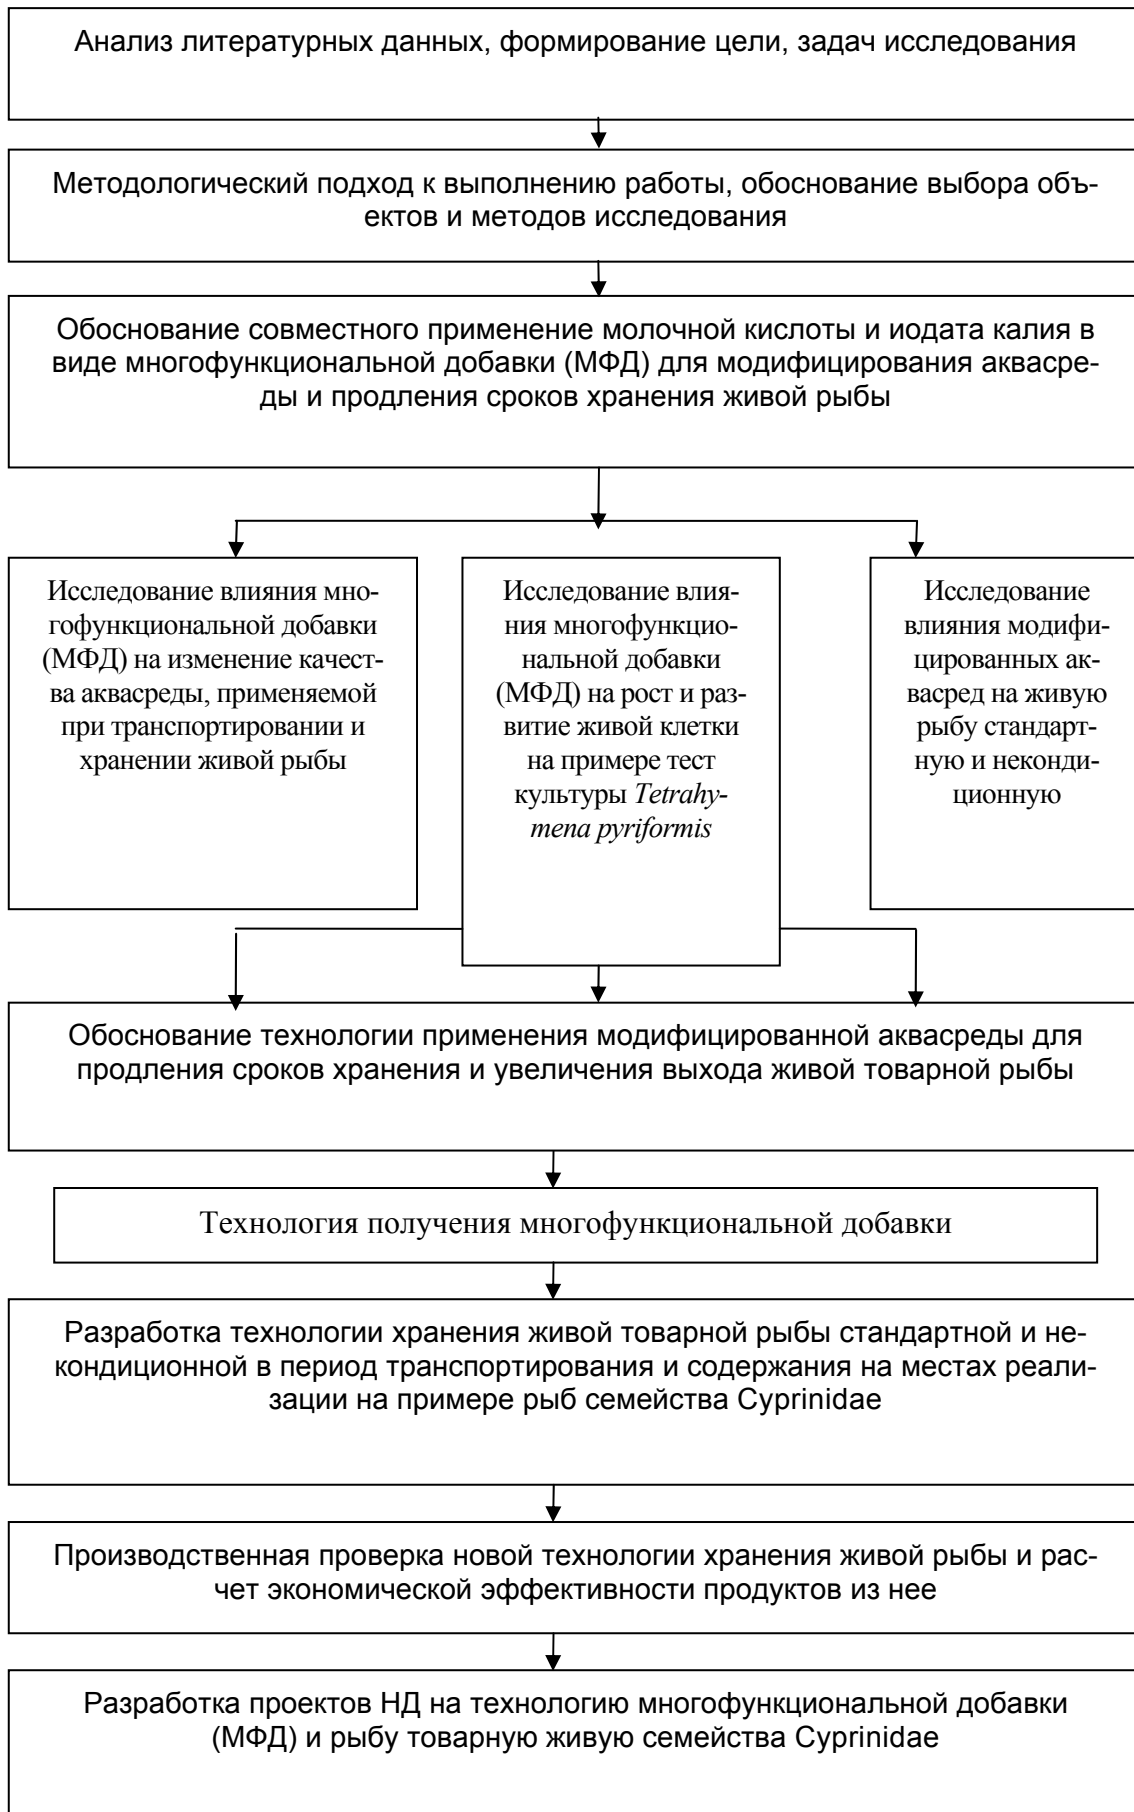 Анализ литературных данных, формирование цели, задач исследования
Методологический подход к выполнению работы, обоснование выбора объ-
ектов и методов исследования
Обоснование совместного применение молочной кислоты и иодата калия в
виде многофункциональной добавки (МФД) для модифицирования аквасре-
ды и продления сроков хранения живой рыбы
Исследование влияния мно-
гофункциональной добавки
(МФД) на изменение качест-
ва аквасреды, применяемой
при транспортировании и
хранении живой рыбы
Исследование влия-
ния многофункцио-
нальной добавки
(МФД) на рост и раз-
витие живой клетки
на примере тест
культуры Tetrahy-
mena pyriformis
Исследование
влияния модифи-
цированных ак-
васред на живую
рыбу стандарт-
ную и некондици-
ционную
Обоснование технологии применения модифицированной аквасреды для
продления сроков хранения и увеличения выхода живой товарной рыбы
Технология получения многофункциональной добавки
Разработка технологии хранения живой товарной рыбы стандартной и не-
кондиционной в период транспортирования и содержания на местах реали-
зации на примере рыб семейства Cyprinidae
Производственная проверка новой технологии хранения живой рыбы и рас-
чет экономической эффективности продуктов из нее
Разработка проектов НД на технологию многофункциональной добавки
(МФД) и рыбу товарную живую семейства Cyprinidae